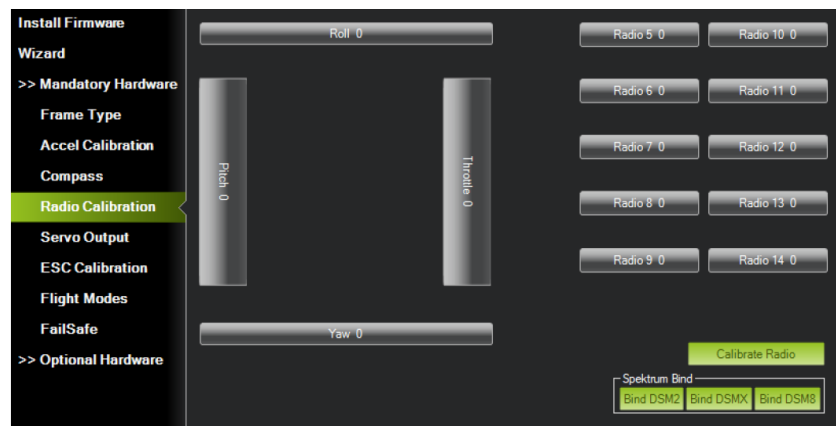 Install Firmware
Wizard
>> Mandatory Hardware
Frame Type
Accel Calibration
Compass
Radio Calibration
Servo Output
ESC Calibration
Flight Modes
FailSafe
>> Optional Hardware
Roll 0
Pitch 0
Throttle 0
Yaw 0
Radio 5 0 Radio 10 0
Radio 6 0 Radio 11 0
Radio 7 0 Radio 12 0
Radio 8 0 Radio 13 0
Radio 9 0 Radio 14 0
Calibrate Radio
Spektrum Bind
Bind DSM2 Bind DSMX Bind DSM8